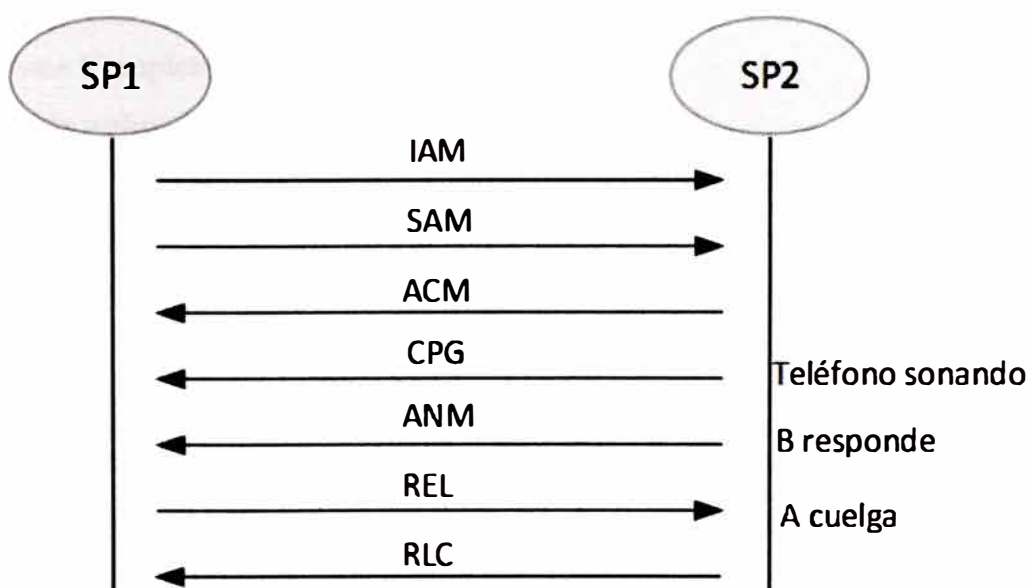 SP1
SP2
IAM
SAM
ACM
CPG
Teléfono sonando
ANM
B responde
REL
A cuelga
RLC